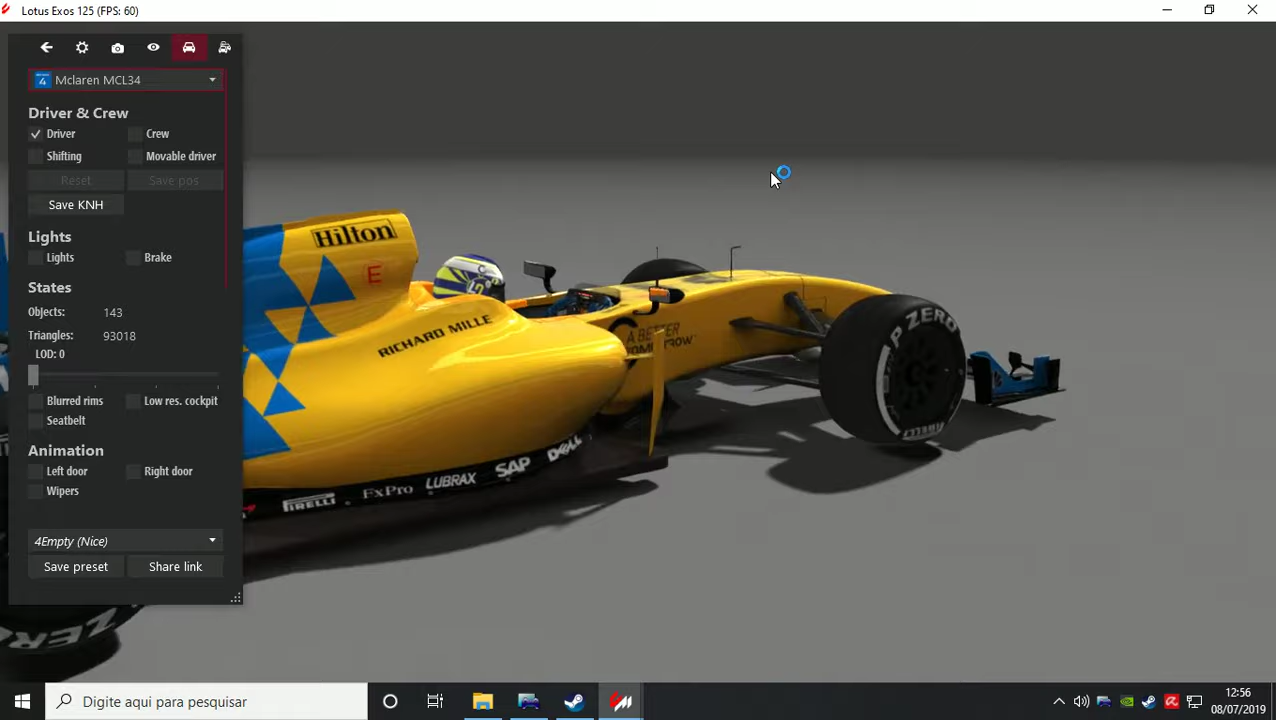 Lotus Exos 125 (FPS: 60)
4 Mclaren MCL34
Driver & Crew
Driver Crew
Shifting Movable driver
Reset Save pos
Save KNH
Lights
Lights Brake
States
Objects: 143
Triangles: 93018
LOD: 0
Blurred rims Low res. cockpit
Seatbelt
Animation
Left door Right door
Wipers
4Empty (Nice)
Save preset Share link
Hilton
E
RICHARD MILLE
A BETTER
TOMORROW
P ZERO
PIRELLI
PIRELLI FxPro LUBRAX SAP DELL
ZERO
Digite aqui para pesquisar
12:56
08/07/2019